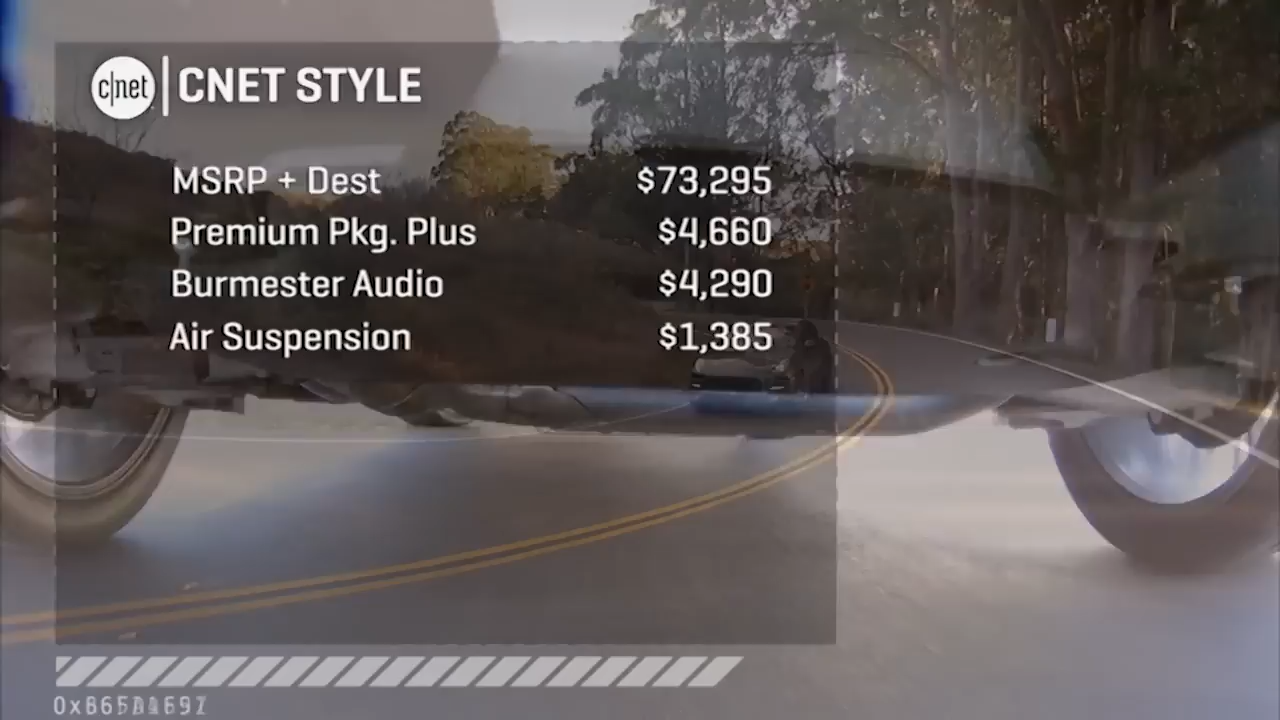 c|net CNET STYLE
MSRP + Dest $73,295
Premium Pkg. Plus $4,660
Burmester Audio $4,290
Air Suspension $1,385